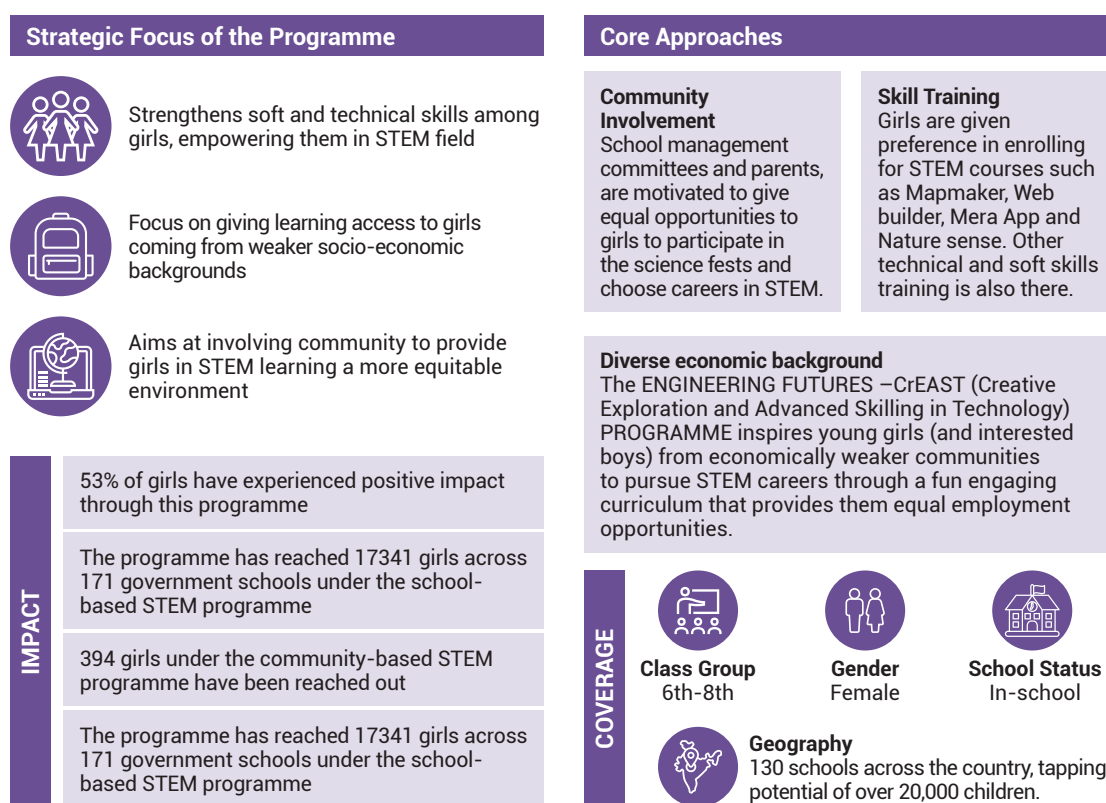 Strategic Focus of the Programme
Strengthens soft and technical skills among
girls, empowering them in STEM field
Focus on giving learning access to girls
coming from weaker socio-economic
backgrounds
Aims at involving community to provide
girls in STEM learning a more equitable
environment
IMPACT
53% of girls have experienced positive impact
through this programme
The programme has reached 17341 girls across
171 government schools under the school-
based STEM programme
394 girls under the community-based STEM
programme have been reached out
The programme has reached 17341 girls across
171 government schools under the school-
based STEM programme
Core Approaches
Community
Involvement
School management
committees and parents,
are motivated to give
equal opportunities to
girls to participate in
the science fests and
choose careers in STEM.
Skill Training
Girls are given
preference in enrolling
for STEM courses such
as Mapmaker, Web
builder, Mera App and
Nature sense. Other
technical and soft skills
training is also there.
Diverse economic background
The ENGINEERING FUTURES –CrEAST (Creative
Exploration and Advanced Skilling in Technology)
PROGRAMME inspires young girls (and interested
boys) from economically weaker communities
to pursue STEM careers through a fun engaging
curriculum that provides them equal employment
opportunities.
COVERAGE
Class Group
6th-8th
Gender
Female
School Status
In-school
Geography
130 schools across the country, tapping
potential of over 20,000 children.